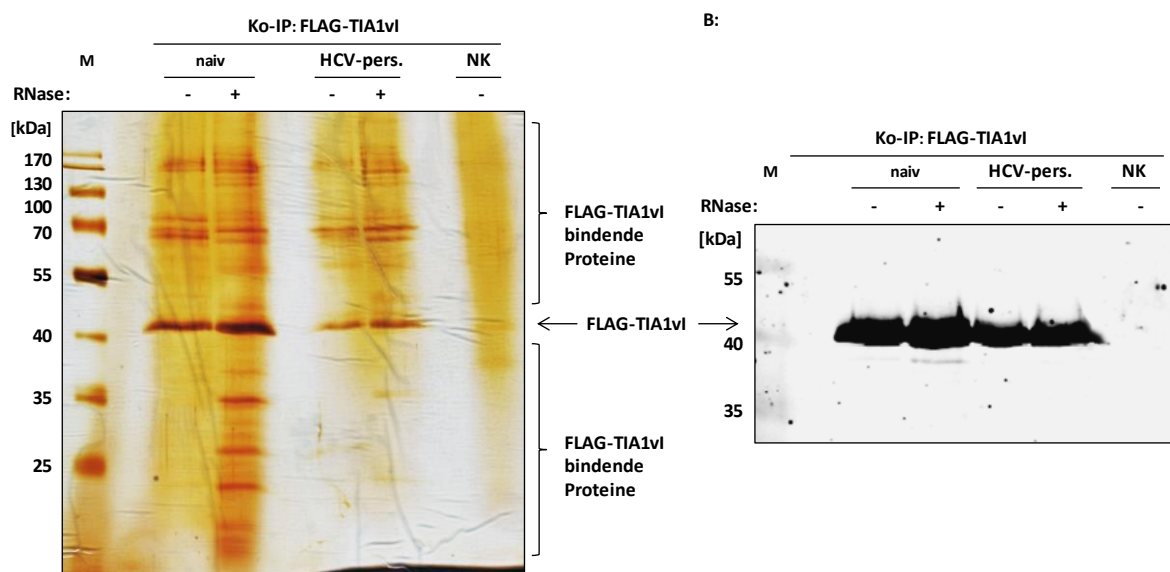 Ko-IP: FLAG-TIA1vI
M naiv HCV-pers. NK
RNase: - + - + -
[kDa]
170
130
100
70
55
40
35
25
FLAG-TIA1vI
bindende
Proteine
FLAG-TIA1vI
FLAG-TIA1vI
bindende
Proteine
B:
Ko-IP: FLAG-TIA1vI
M naiv HCV-pers. NK
RNase: - + - + -
[kDa]
55
40
35